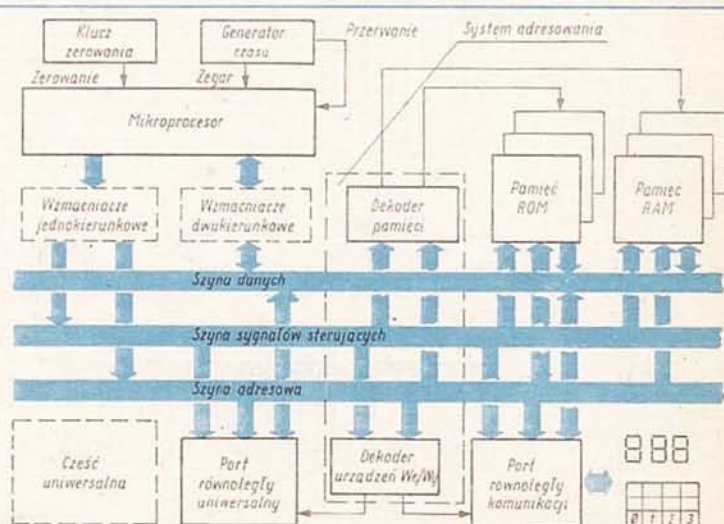 Klucz
zerowania
Generator
czasu
Przerwanie
System adresowania
Zerowanie
Zegar
Mikroprocesor
Wzmacniacze
jednokierunkowe
Wzmacniacze
dwukierunkowe
Dekoder
pamięci
Pamięć
ROM
Pamięć
RAM
Szyna danych
Szyna sygnałów sterujących
Szyna adresowa
Cześć
uniwersalna
Port
równoległy
uniwersalny
Dekoder
urządzeń We/Wy
Port
równoległy
komunikacji
0 1 2 3